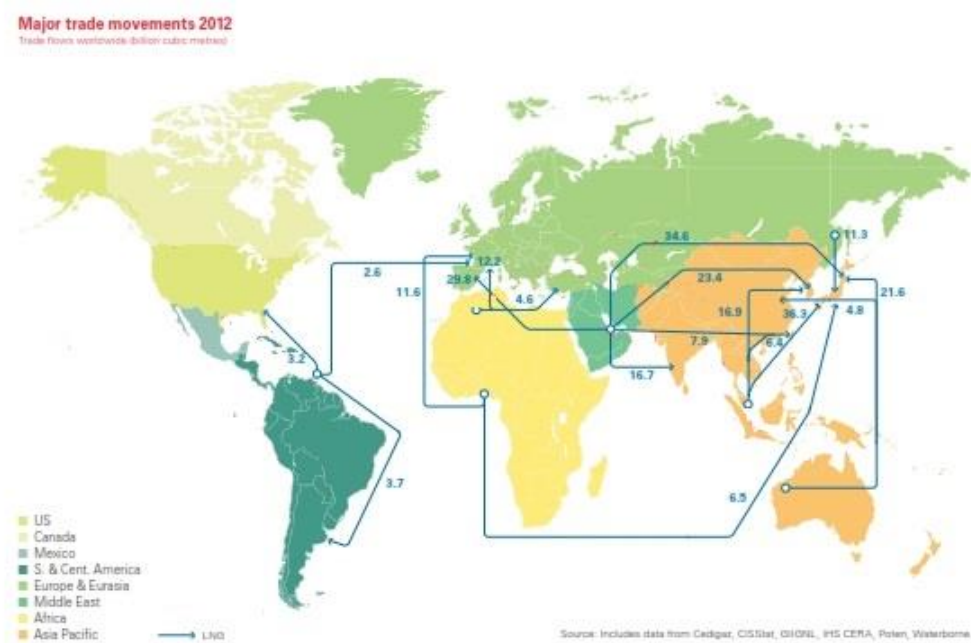 Major trade movements 2012
Trade flows worldwide (billion cubic metres)
34.6
11.3
12.2
2.6
29.8
23.4
11.6
4.6
16.9
36.3
4.8
21.6
3.2
7.9
6.4
16.7
3.7
6.5
US
Canada
Mexico
S. & Cent. America
Europe & Eurasia
Middle East
Africa
Asia Pacific
LNG
Source: Includes data from Cedigaz, CISStat, GIIGNL, IHS CERA, Poten, Waterborne